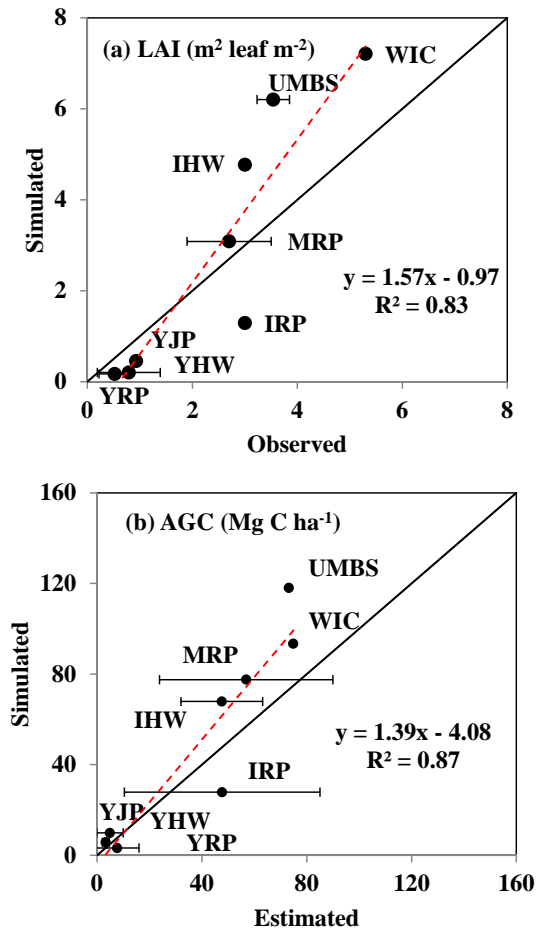 8
(a) LAI (m² leaf m⁻²)
WIC
UMBS
6
IHW
4
Simulated
MRP
y = 1.57x - 0.97
R² = 0.83
2
IRP
YJP
YHW
YRP
0
0 2 4 6 8
Observed
160
(b) AGC (Mg C ha⁻¹)
UMBS
120
WIC
MRP
80
Simulated
IHW
y = 1.39x - 4.08
R² = 0.87
40
IRP
YJP
YHW
YRP
0
0 40 80 120 160
Estimated